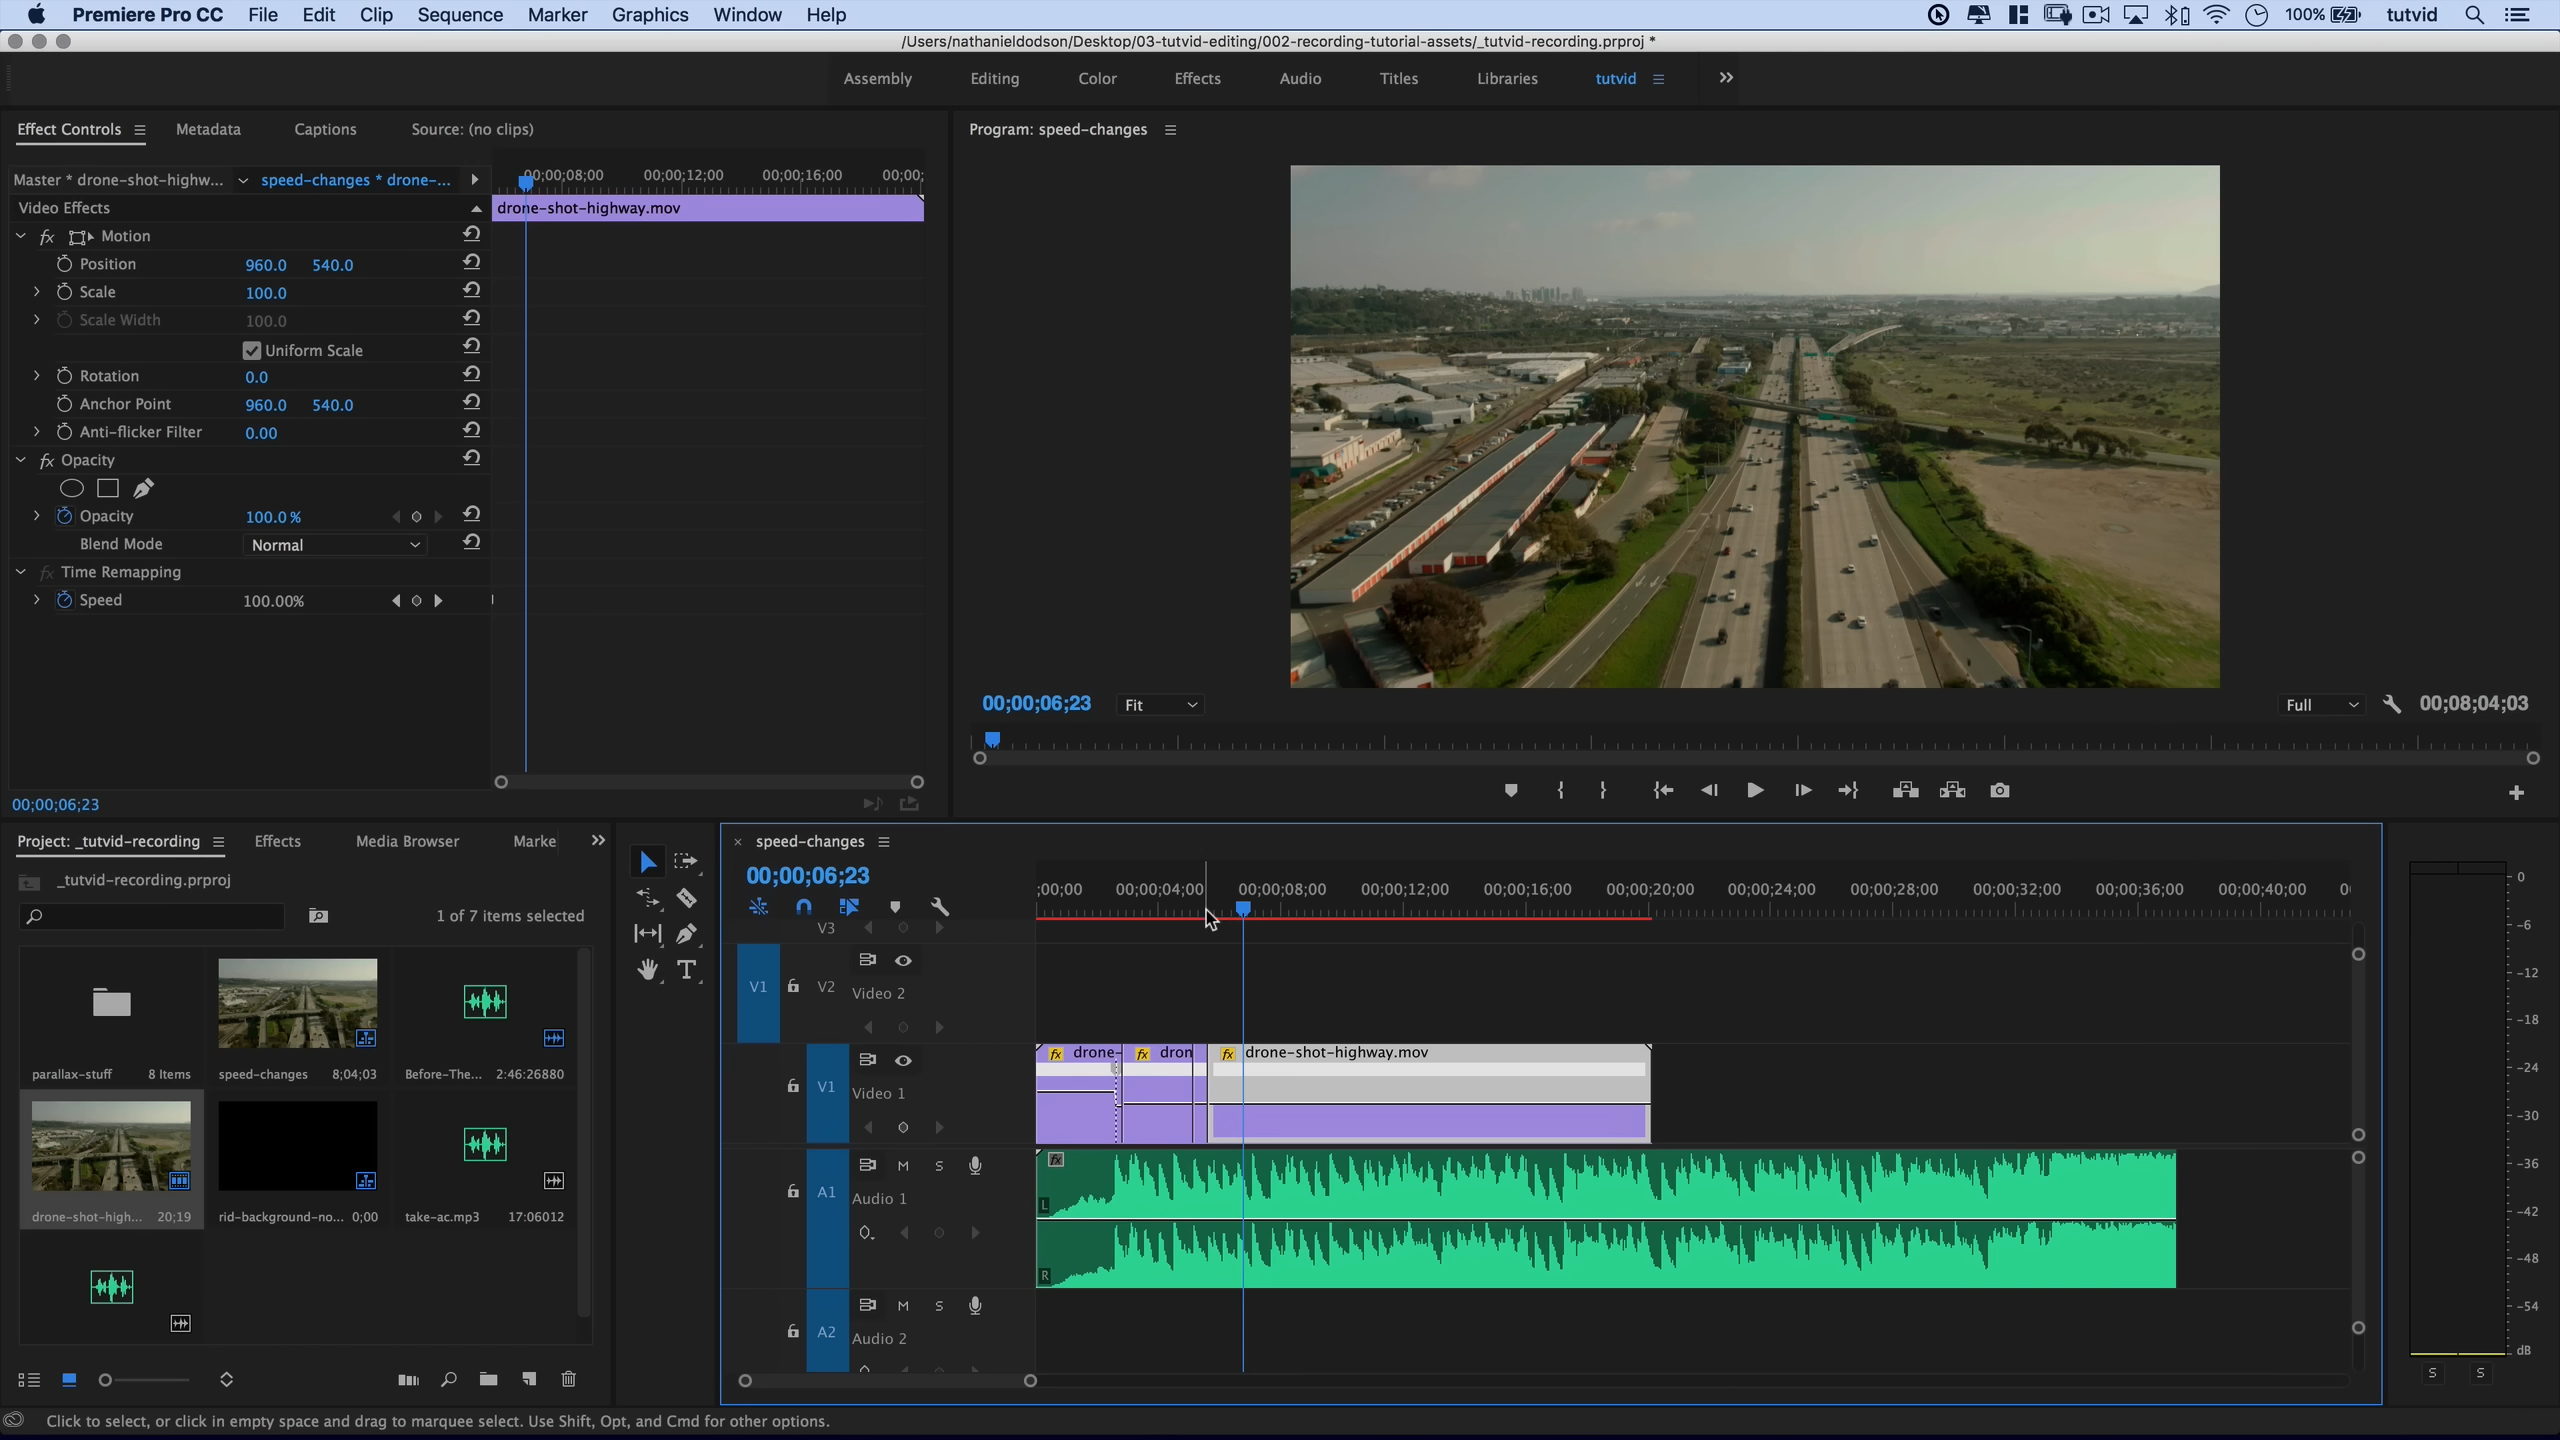 Premiere Pro CC File Edit Clip Sequence Marker Graphics Window Help 100% tutvid
/Users/nathanieldodson/Desktop/03-tutvid-editing/002-recording-tutorial-assets/_tutvid-recording.prproj *
Assembly Editing Color Effects Audio Titles Libraries tutvid
Effect Controls Metadata Captions Source: (no clips)
Master * drone-shot-highw... speed-changes * drone-...
00;00;08;00 00;00;12;00 00;00;16;00 00;00;
Video Effects
drone-shot-highway.mov
fx Motion
Position 960.0 540.0
Scale 100.0
Scale Width 100.0
Uniform Scale
Rotation 0.0
Anchor Point 960.0 540.0
Anti-flicker Filter 0.00
fx Opacity
Opacity 100.0 %
Blend Mode Normal
fx Time Remapping
Speed 100.00%
00;00;06;23
Program: speed-changes
00;00;06;23 Fit Full 00;08;04;03
Project: _tutvid-recording Effects Media Browser Marke
_tutvid-recording.prproj
1 of 7 items selected
parallax-stuff 8 Items
speed-changes 8;04;03
Before-The... 2:46:26880
drone-shot-high... 20;19
rid-background-no... 0;00
take-ac.mp3 17:06012
T
speed-changes
00;00;06;23
;00;00 00;00;04;00 00;00;08;00 00;00;12;00 00;00;16;00 00;00;20;00 00;00;24;00 00;00;28;00 00;00;32;00 00;00;36;00 00;00;40;00 0
V3
V1 V2 Video 2
V1 Video 1
fx drone- fx dron fx drone-shot-highway.mov
A1 M S Audio 1
fx
L
R
A2 M S Audio 2
0
-6
-12
-18
-24
-30
-36
-42
-48
-54
dB
S S
Click to select, or click in empty space and drag to marquee select. Use Shift, Opt, and Cmd for other options.